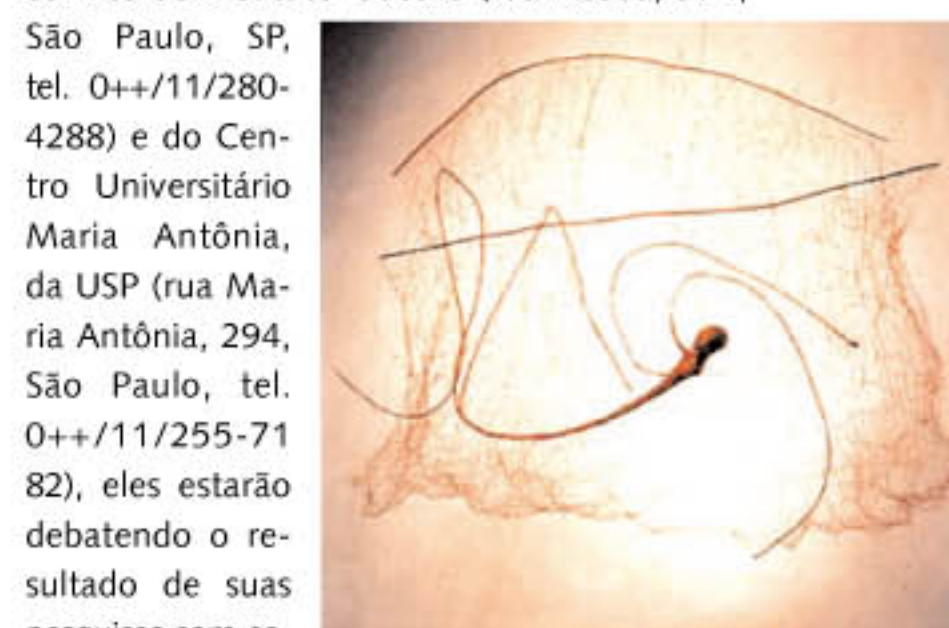 São Paulo, SP,
tel. 0++/11/280-
4288) e do Cen-
tro Universitário
Maria Antônia,
da USP (rua Ma-
ria Antônia, 294,
São Paulo, tel.
0++/11/255-71
82), eles estarão
debatendo o re-
sultado de suas